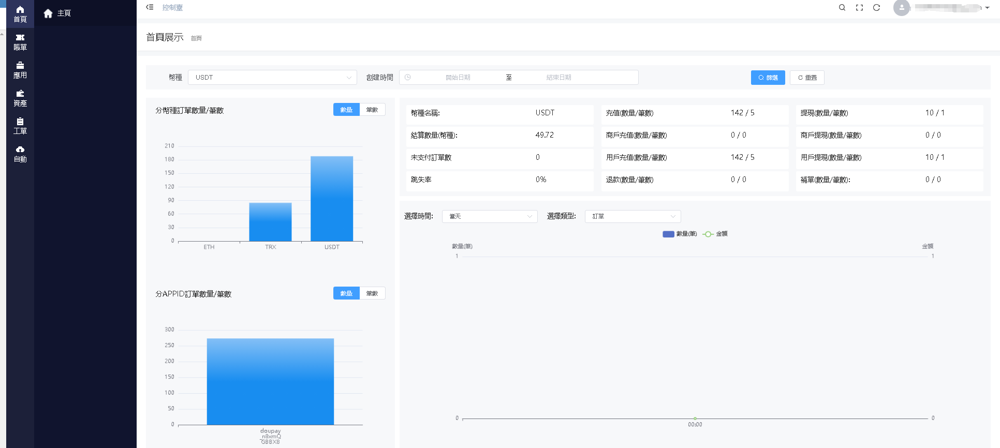 首頁
賬單
應用
資產
工單
自動
主頁
控制臺
首頁展示 首頁
幣種 USDT 創建時間 開始日期 至 結束日期 篩選 重置
分幣種訂單數量/筆數 數量 筆數
210
180
150
120
90
60
30
0
ETH TRX USDT
分APPID訂單數量/筆數 數量 筆數
300
250
200
150
100
50
0
doupay
_n8xmQ
GBBX8
幣種名稱: USDT 充值(數量/筆數) 142 / 5 提現(數量/筆數) 10 / 1
結算數量(幣種): 49.72 商戶充值(數量/筆數) 0 / 0 商戶提現(數量/筆數) 0 / 0
未支付訂單數 0 用戶充值(數量/筆數) 142 / 5 用戶提現(數量/筆數) 10 / 1
跳失率 0% 退款(數量/筆數) 0 / 0 補單(數量/筆數): 0 / 0
選擇時間: 當天 選擇類型: 訂單
數量(筆) 金額
數量(筆) 金額
1 1
0 0
00:00